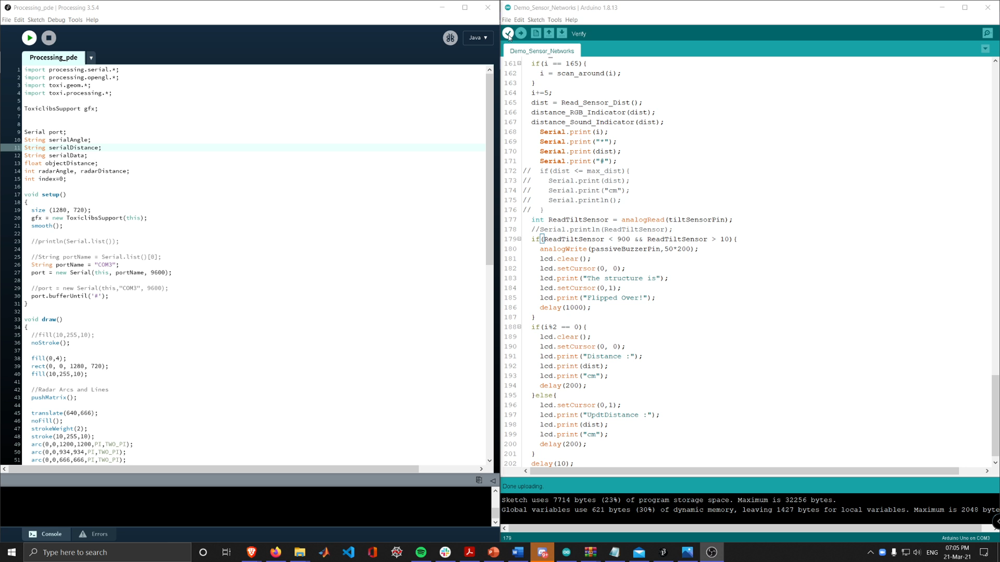 Processing_pde | Processing 3.5.4
File Edit Sketch Debug Tools Help
Java ▾
Processing_pde ▾
1 import processing.serial.*;
2 import processing.opengl.*;
3 import toxi.geom.*;
4 import toxi.processing.*;
5
6 ToxiclibsSupport gfx;
7
8
9 Serial port;
10 String serialAngle;
11 String serialDistance;
12 String serialData;
13 float objectDistance;
14 int radarAngle, radarDistance;
15 int index=0;
16
17 void setup()
18 {
19 size (1280, 720);
20 gfx = new ToxiclibsSupport(this);
21 smooth();
22
23 //println(Serial.list());
24
25 //String portName = Serial.list()[0];
26 String portName = "COM3";
27 port = new Serial(this, portName, 9600);
28
29 //port = new Serial(this,"COM3", 9600);
30 port.bufferUntil('#');
31 }
32
33 void draw()
34 {
35 //fill(10,255,10);
36 noStroke();
37
38 fill(0,4);
39 rect(0, 0, 1280, 720);
40 fill(10,255,10);
41
42 //Radar Arcs and Lines
43 pushMatrix();
44
45 translate(640,666);
46 noFill();
47 strokeWeight(2);
48 stroke(10,255,10);
49 arc(0,0,1200,1200,PI,TWO_PI);
50 arc(0,0,934,934,PI,TWO_PI);
51 arc(0,0,666,666,PI,TWO_PI);
Console Errors
Demo_Sensor_Networks | Arduino 1.8.13
File Edit Sketch Tools Help
Verify
Demo_Sensor_Networks
161 if(i == 165){
162 i = scan_around(i);
163 }
164 i+=5;
165 dist = Read_Sensor_Dist();
166 distance_RGB_Indicator(dist);
167 distance_Sound_Indicator(dist);
168 Serial.print(i);
169 Serial.print("*");
170 Serial.print(dist);
171 Serial.print("#");
172 // if(dist <= max_dist){
173 // Serial.print(dist);
174 // Serial.print("cm");
175 // Serial.println();
176 // }
177 int ReadTiltSensor = analogRead(tiltSensorPin);
178 //Serial.println(ReadTiltSensor);
179 if(ReadTiltSensor < 900 && ReadTiltSensor > 10){
180 analogWrite(passiveBuzzerPin,50*200);
181 lcd.clear();
182 lcd.setCursor(0, 0);
183 lcd.print("The structure is");
184 lcd.setCursor(0,1);
185 lcd.print("Flipped Over!");
186 delay(1000);
187 }
188 if(i%2 == 0){
189 lcd.clear();
190 lcd.setCursor(0, 0);
191 lcd.print("Distance :");
192 lcd.print(dist);
193 lcd.print("cm");
194 delay(200);
195 }else{
196 lcd.setCursor(0,1);
197 lcd.print("UpdtDistance :");
198 lcd.print(dist);
199 lcd.print("cm");
200 delay(200);
201 }
202 delay(10);
Done uploading.
Sketch uses 7714 bytes (23%) of program storage space. Maximum is 32256 bytes.
Global variables use 621 bytes (30%) of dynamic memory, leaving 1427 bytes for local variables. Maximum is 2048 byte
179 Arduino Uno on COM3
Type here to search
9+
ENG
07:05 PM
21-Mar-21